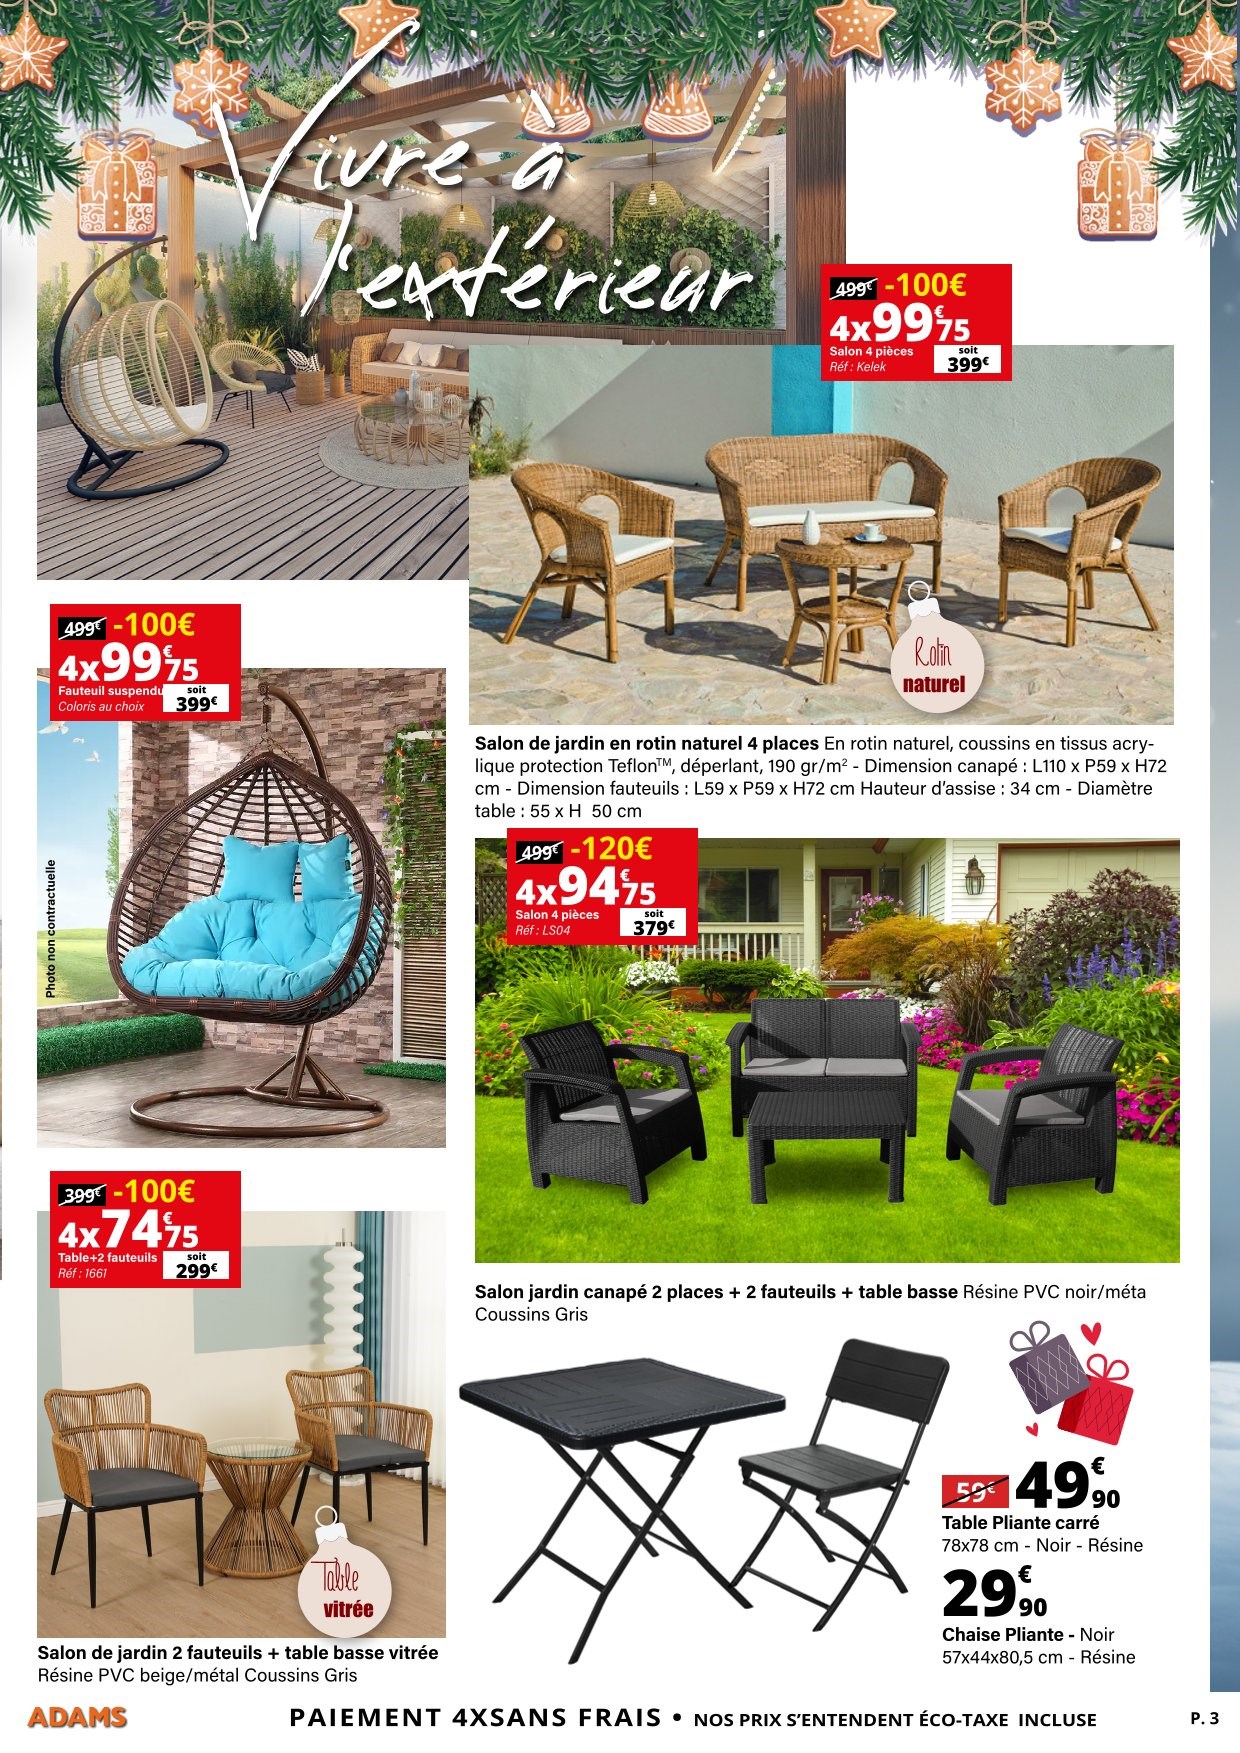 Vivre à
l'extérieur
499€ -100€
4x99€75
Salon 4 pièces
Réf : Kelek
soit
399€
Rotin
naturel
Salon de jardin en rotin naturel 4 places En rotin naturel, coussins en tissus acry-
lique protection Teflon™, déperlant, 190 gr/m² - Dimension canapé : L110 x P59 x H72
cm - Dimension fauteuils : L59 x P59 x H72 cm Hauteur d'assise : 34 cm - Diamètre
table : 55 x H 50 cm
499€ -100€
4x99€75
Fauteuil suspendu
Coloris au choix
soit
399€
Photo non contractuelle
499€ -120€
4x94€75
Salon 4 pièces
Réf : LS04
soit
379€
Salon jardin canapé 2 places + 2 fauteuils + table basse Résine PVC noir/méta
Coussins Gris
399€ -100€
4x74€75
Table+2 fauteuils
Réf : 1661
soit
299€
Table
vitrée
Salon de jardin 2 fauteuils + table basse vitrée
Résine PVC beige/métal Coussins Gris
59€ 49€90
Table Pliante carré
78x78 cm - Noir - Résine
29€90
Chaise Pliante - Noir
57x44x80,5 cm - Résine
ADAMS
PAIEMENT 4XSANS FRAIS • NOS PRIX S'ENTENDENT ÉCO-TAXE INCLUSE
P. 3